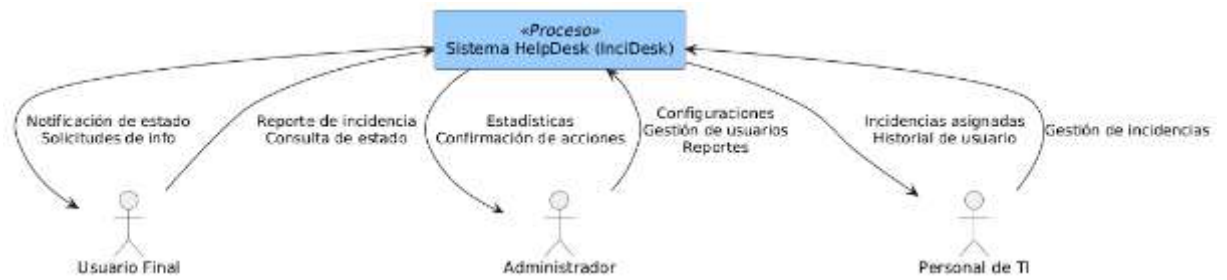 «Proceso»
Sistema HelpDesk (InciDesk)
Notificación de estado
Solicitudes de info
Reporte de incidencia
Consulta de estado
Estadísticas
Confirmación de acciones
Configuraciones
Gestión de usuarios
Reportes
Incidencias asignadas
Historial de usuario
Gestión de incidencias
Usuario Final
Administrador
Personal de TI